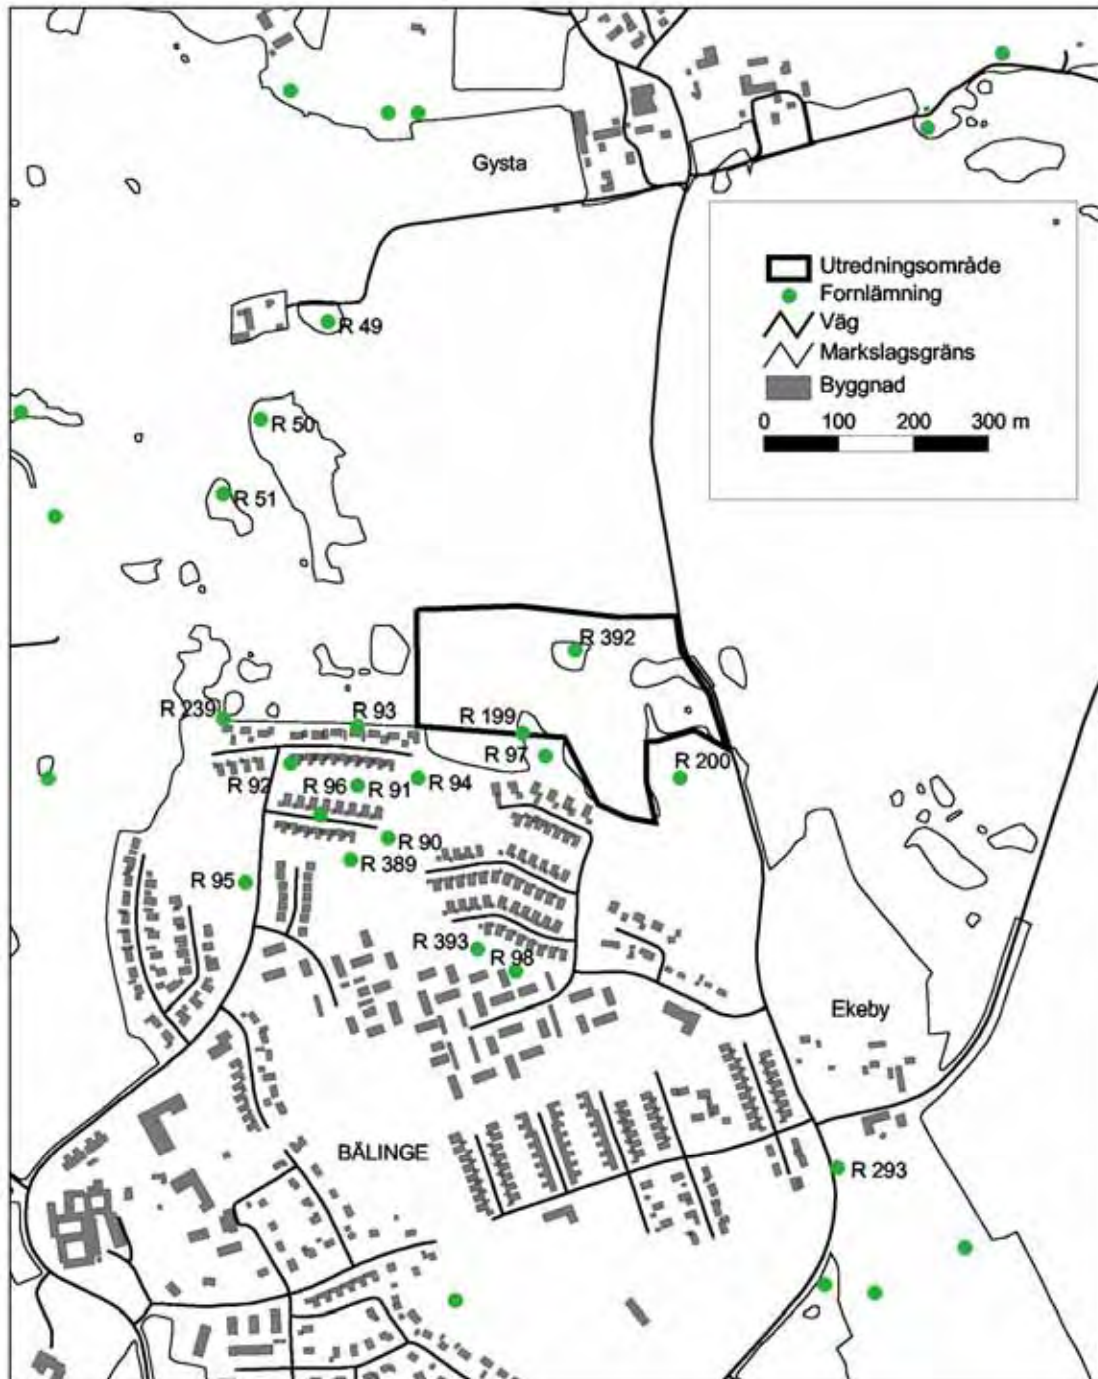 Gysta
Utredningsområde
Fornlämning
Väg
Markslagsgräns
Byggnad
0 100 200 300 m
R 49
R 50
R 51
R 392
R 239
R 93
R 199
R 97
R 200
R 92
R 96
R 91
R 94
R 90
R 389
R 95
R 393
R 98
Ekeby
BÄLINGE
R 293